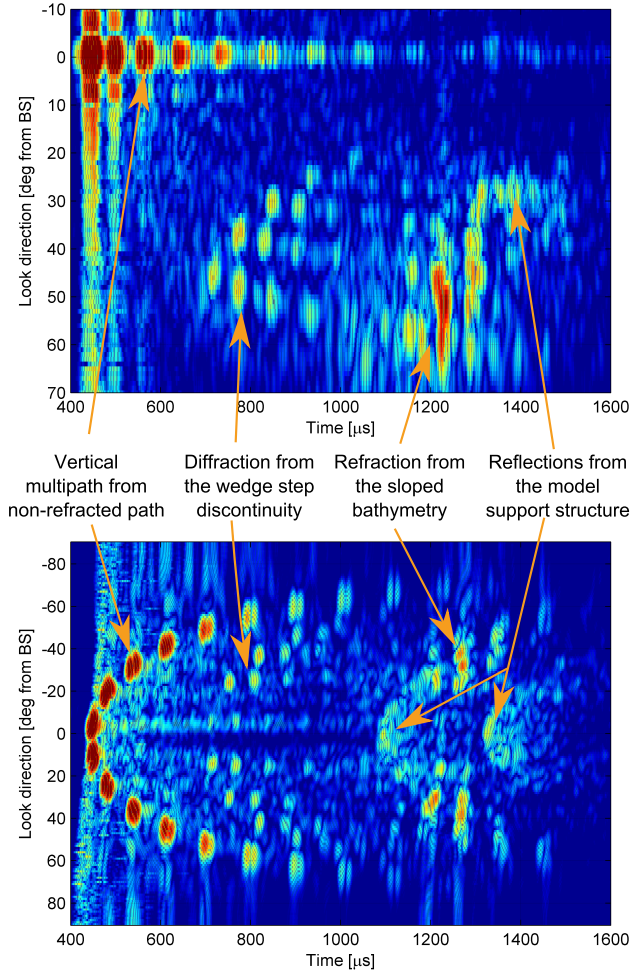 -10
0
10
20
30
40
50
60
70
Look direction [deg from BS]
400 600 800 1000 1200 1400 1600
Time [µs]
Vertical
multipath from
non-refracted path
Diffraction from
the wedge step
discontinuity
Refraction from
the sloped
bathymetry
Reflections from
the model
support structure
-80
-60
-40
-20
0
20
40
60
80
Look direction [deg from BS]
400 600 800 1000 1200 1400 1600
Time [µs]